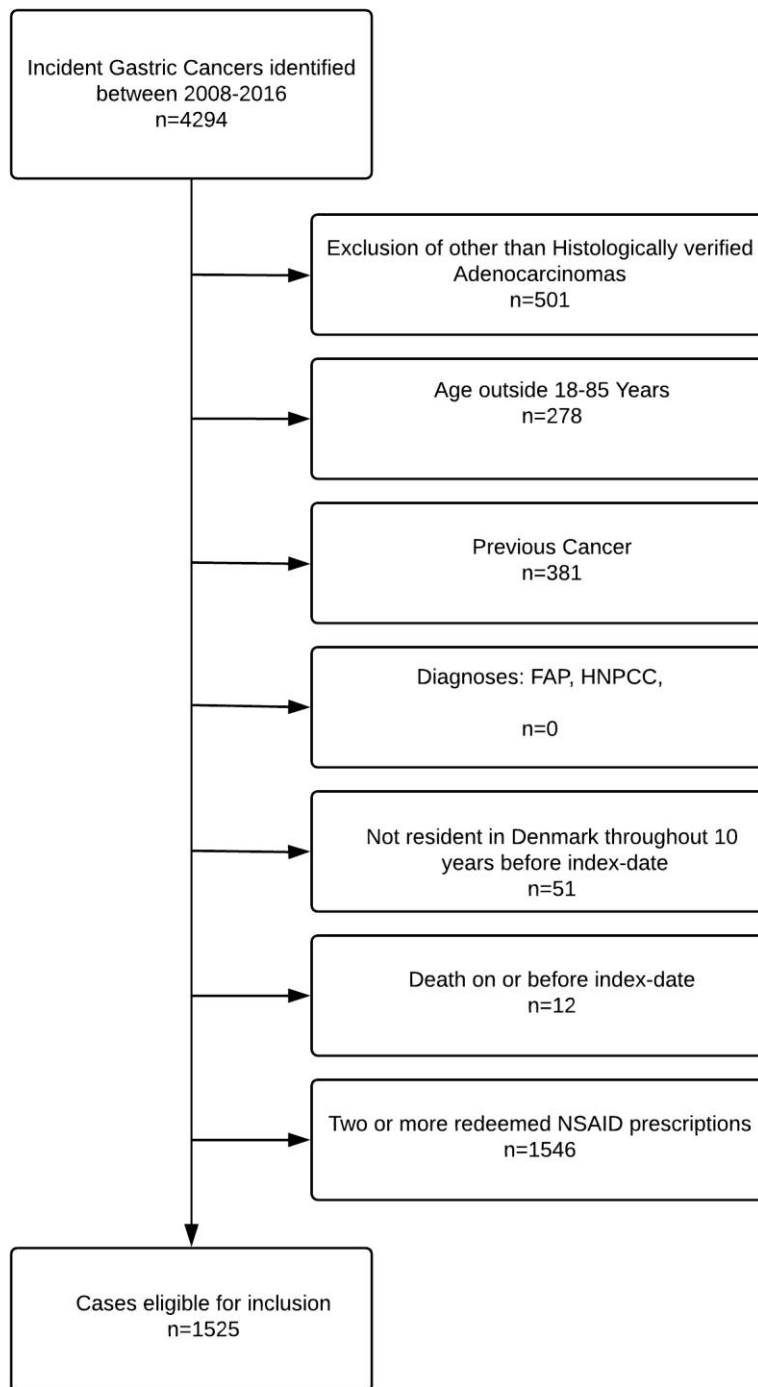 Incident Gastric Cancers identified
between 2008-2016
n=4294
Exclusion of other than Histologically verified
Adenocarcinomas
n=501
Age outside 18-85 Years
n=278
Previous Cancer
n=381
Diagnoses: FAP, HNPCC,
n=0
Not resident in Denmark throughout 10
years before index-date
n=51
Death on or before index-date
n=12
Two or more redeemed NSAID prescriptions
n=1546
Cases eligible for inclusion
n=1525